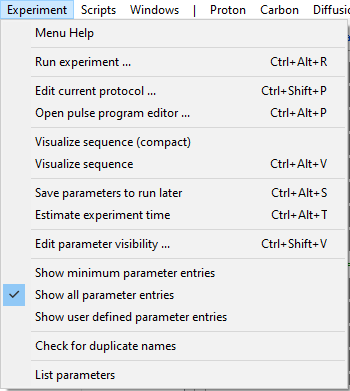 Experiment Scripts Windows | Proton Carbon Diffusi
Menu Help
Run experiment ... Ctrl+Alt+R
Edit current protocol ... Ctrl+Shift+P
Open pulse program editor ... Ctrl+Alt+P
Visualize sequence (compact)
Visualize sequence Ctrl+Alt+V
Save parameters to run later Ctrl+Alt+S
Estimate experiment time Ctrl+Alt+T
Edit parameter visibility ... Ctrl+Shift+V
Show minimum parameter entries
Show all parameter entries
Show user defined parameter entries
Check for duplicate names
List parameters